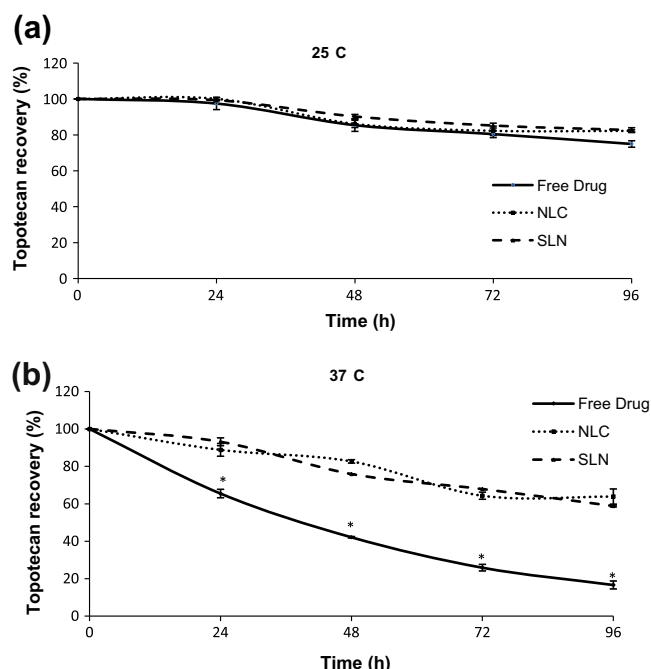 (a)
25 C
Topotecan recovery (%)
120
100
80
60
40
20
0
Free Drug
NLC
SLN
0 24 48 72 96
Time (h)
(b)
37 C
Topotecan recovery (%)
120
100
80
60
40
20
0
Free Drug
NLC
SLN
* * * *
0 24 48 72 96
Time (h)